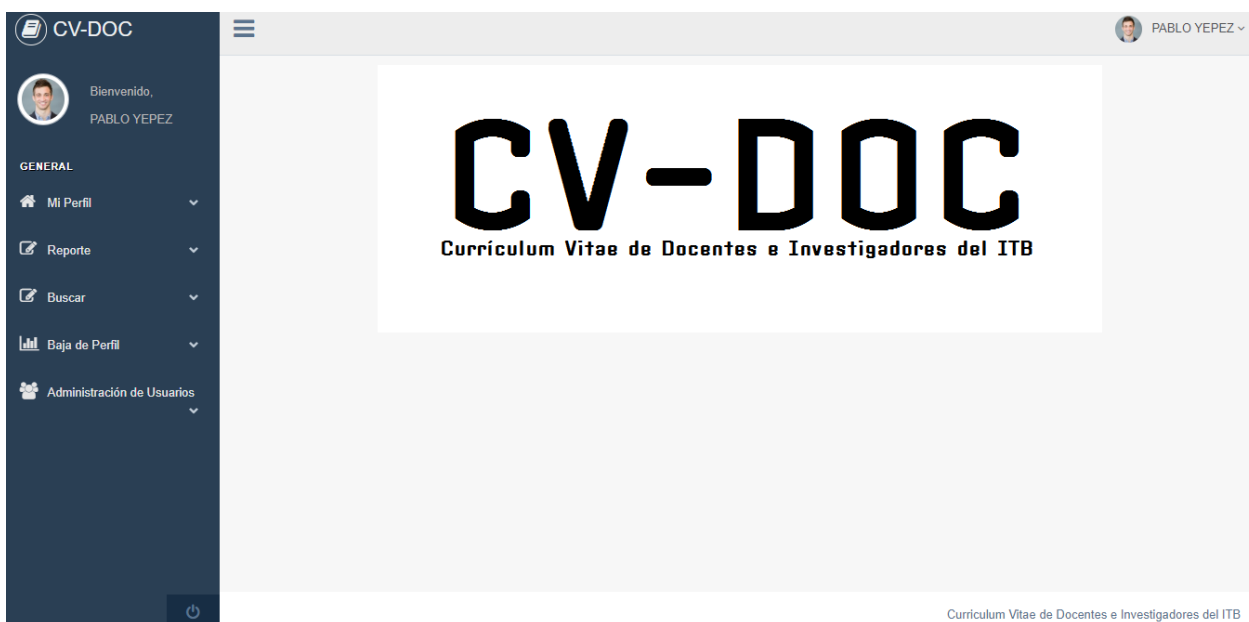 CV-DOC
PABLO YEPEZ
Bienvenido,
PABLO YEPEZ
GENERAL
Mi Perfil
Reporte
Buscar
Baja de Perfil
Administración de Usuarios
CV-DOC
Currículum Vitae de Docentes e Investigadores del ITB
Curriculum Vitae de Docentes e Investigadores del ITB